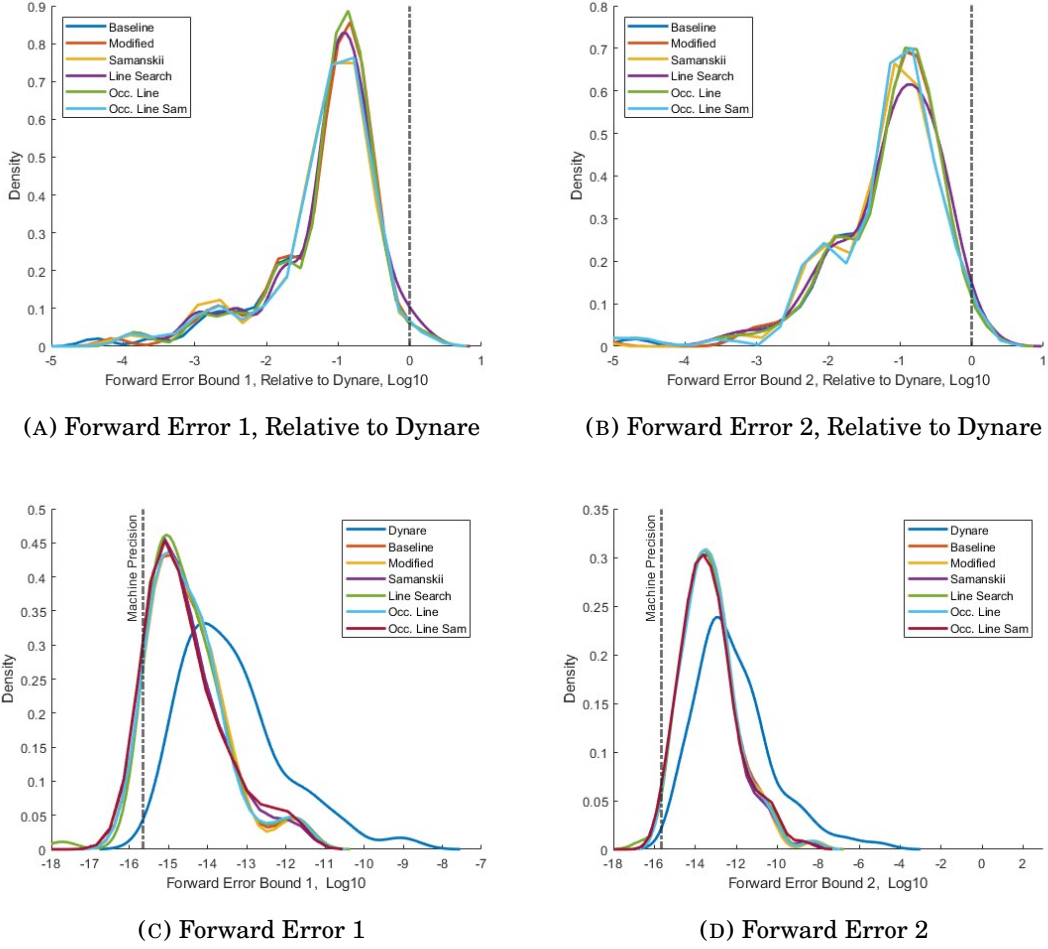 0.9
0.8
0.7
0.6
0.5
0.4
0.3
0.2
0.1
0
Density
Baseline
Modified
Samanskii
Line Search
Occ. Line
Occ. Line Sam
-5 -4 -3 -2 -1 0 1
Forward Error Bound 1, Relative to Dynare, Log10
(A) Forward Error 1, Relative to Dynare
0.8
0.7
0.6
0.5
0.4
0.3
0.2
0.1
0
Density
Baseline
Modified
Samanskii
Line Search
Occ. Line
Occ. Line Sam
-5 -4 -3 -2 -1 0 1
Forward Error Bound 2, Relative to Dynare, Log10
(B) Forward Error 2, Relative to Dynare
0.5
0.45
0.4
0.35
0.3
0.25
0.2
0.15
0.1
0.05
0
Density
Machine Precision
Dynare
Baseline
Modified
Samanskii
Line Search
Occ. Line
Occ. Line Sam
-18 -17 -16 -15 -14 -13 -12 -11 -10 -9 -8 -7
Forward Error Bound 1, Log10
(C) Forward Error 1
0.35
0.3
0.25
0.2
0.15
0.1
0.05
0
Density
Machine Precision
Dynare
Baseline
Modified
Samanskii
Line Search
Occ. Line
Occ. Line Sam
-18 -16 -14 -12 -10 -8 -6 -4 -2 0 2
Forward Error Bound 2, Log10
(D) Forward Error 2